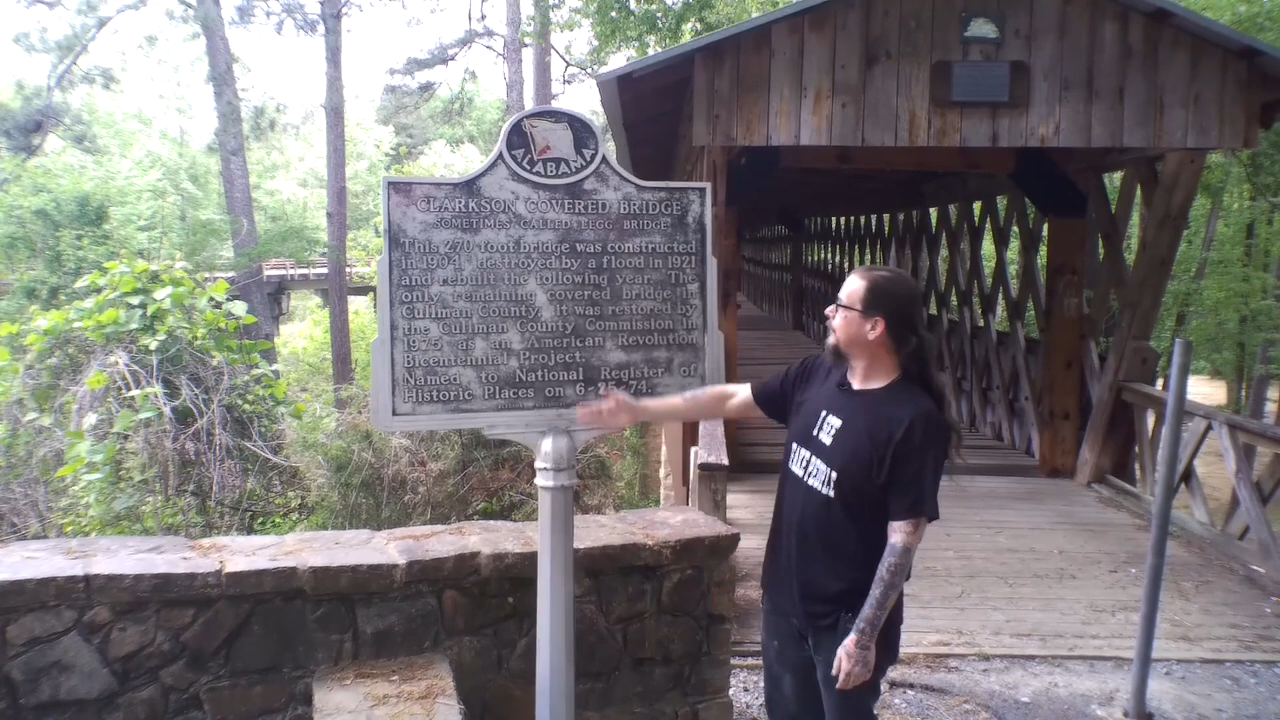 ALABAMA
CLARKSON COVERED BRIDGE
SOMETIMES CALLED LEGG BRIDGE
This 270 foot bridge was constructed
in 1904, destroyed by a flood in 1921
and rebuilt the following year. The
only remaining covered bridge in
Cullman County, it was restored by
the Cullman County Commission in
1975 as an American Revolution
Bicentennial Project.
Named to National Register of
Historic Places on 6-25-74.
I SEE
PEOPLE